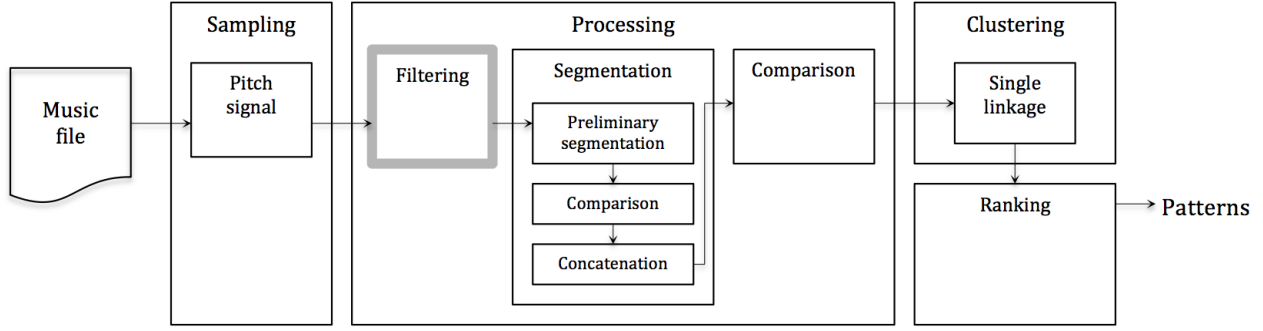 Music
file
Sampling
Pitch
signal
Processing
Filtering
Segmentation
Preliminary
segmentation
Comparison
Concatenation
Comparison
Clustering
Single
linkage
Ranking
Patterns